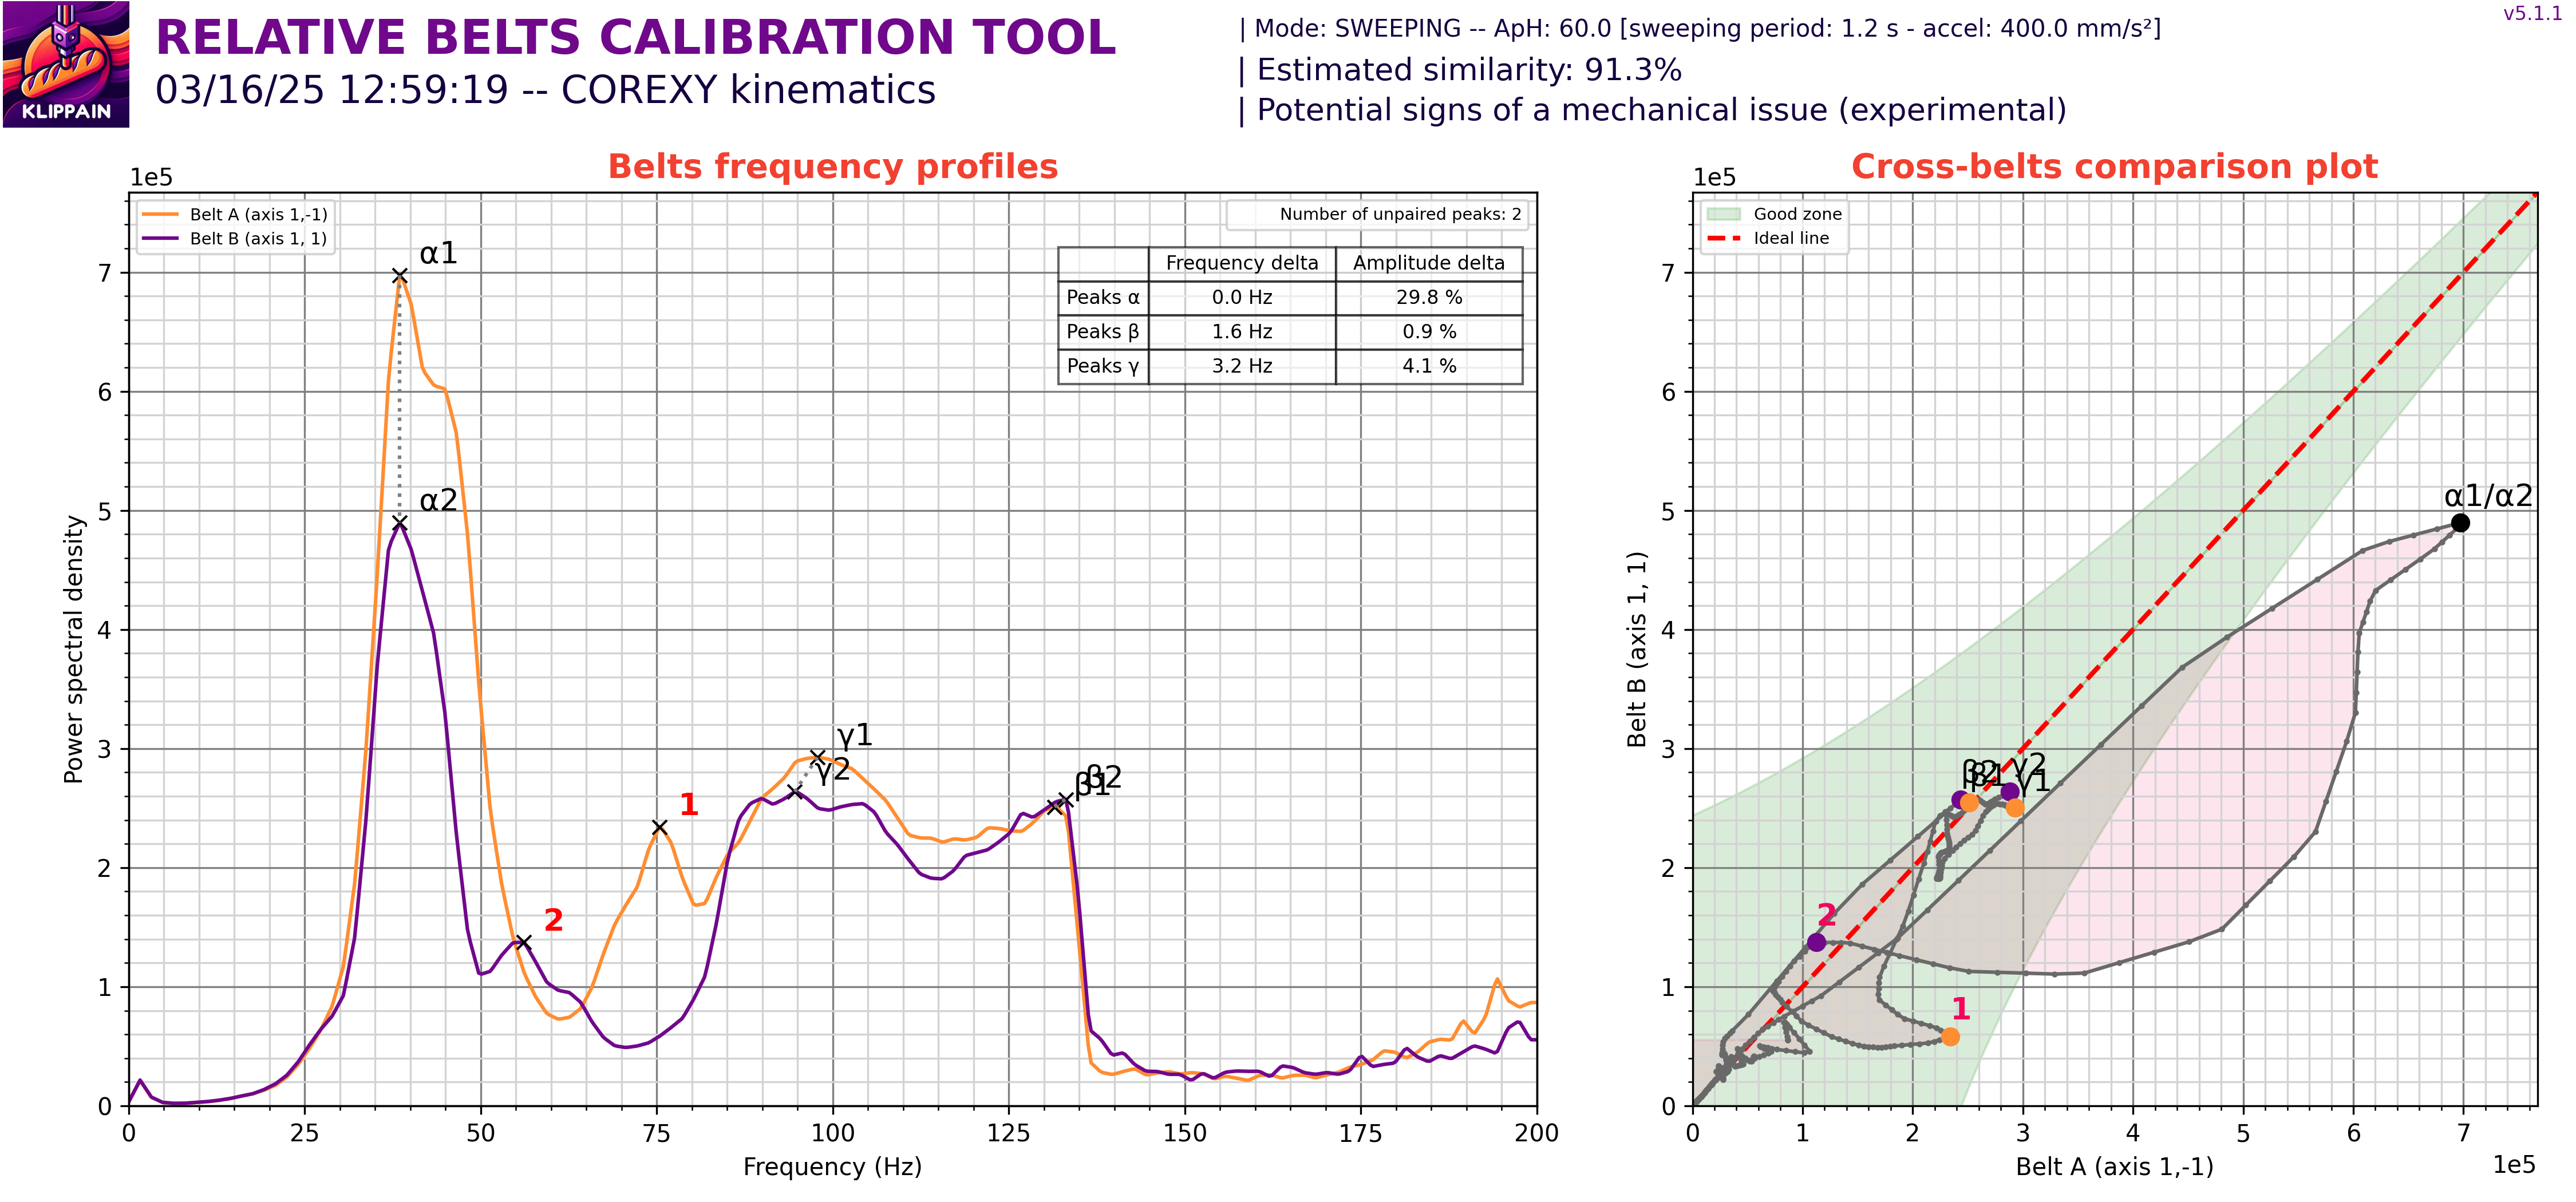 RELATIVE BELTS CALIBRATION TOOL
03/16/25 12:59:19 -- COREXY kinematics
KLIPPAIN
| Mode: SWEEPING -- ApH: 60.0 [sweeping period: 1.2 s - accel: 400.0 mm/s²]
| Estimated similarity: 91.3%
| Potential signs of a mechanical issue (experimental)
v5.1.1
Belts frequency profiles
1e5
Belt A (axis 1,-1)
Belt B (axis 1, 1)
Number of unpaired peaks: 2
Frequency delta Amplitude delta
Peaks α 0.0 Hz 29.8 %
Peaks β 1.6 Hz 0.9 %
Peaks γ 3.2 Hz 4.1 %
α1
α2
γ1
γ2
β2
β1
1
2
7
6
5
4
3
2
1
0
Power spectral density
0 25 50 75 100 125 150 175 200
Frequency (Hz)
Cross-belts comparison plot
1e5
Good zone
Ideal line
α1/α2
γ2
β2
β1
γ1
2
1
7
6
5
4
3
2
1
0
Belt B (axis 1, 1)
0 1 2 3 4 5 6 7
Belt A (axis 1,-1)
1e5